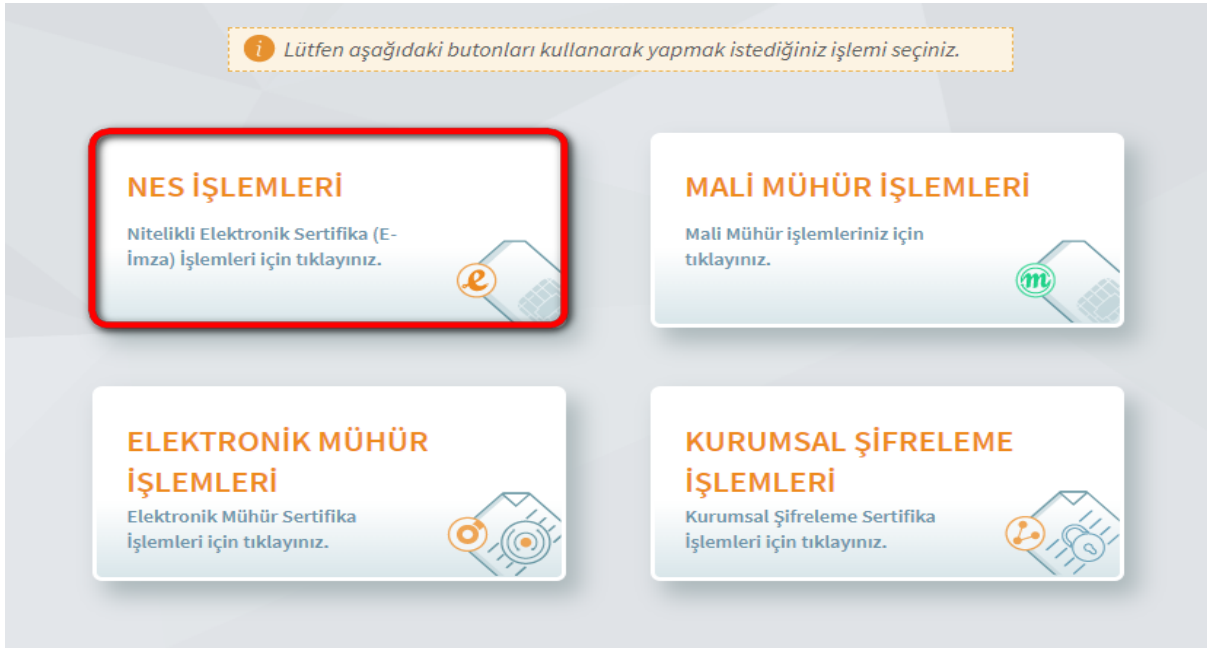 i Lütfen aşağıdaki butonları kullanarak yapmak istediğiniz işlemi seçiniz.
NES İŞLEMLERİ
Nitelikli Elektronik Sertifika (E-
İmza) İşlemleri için tıklayınız.
e
MALİ MÜHÜR İŞLEMLERİ
Mali Mühür işlemleriniz için
tıklayınız.
m
ELEKTRONİK MÜHÜR
İŞLEMLERİ
Elektronik Mühür Sertifika
İşlemleri için tıklayınız.
KURUMSAL ŞİFRELEME
İŞLEMLERİ
Kurumsal Şifreleme Sertifika
İşlemleri için tıklayınız.